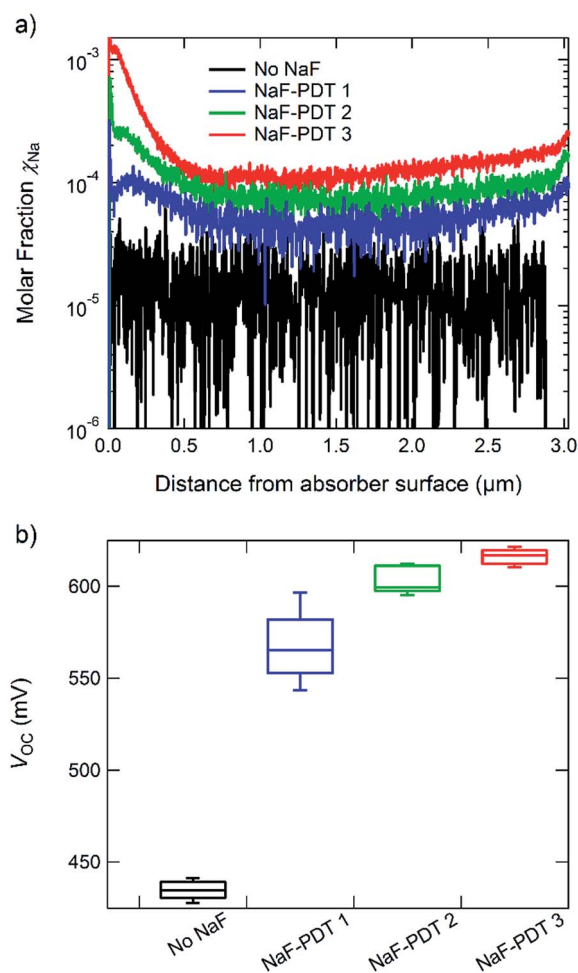 a)
10⁻³
10⁻⁴
10⁻⁵
10⁻⁶
Molar Fraction χNa
No NaF
NaF-PDT 1
NaF-PDT 2
NaF-PDT 3
0.0 0.5 1.0 1.5 2.0 2.5 3.0
Distance from absorber surface (μm)
b)
600
550
500
450
VOC (mV)
No NaF
NaF-PDT 1
NaF-PDT 2
NaF-PDT 3